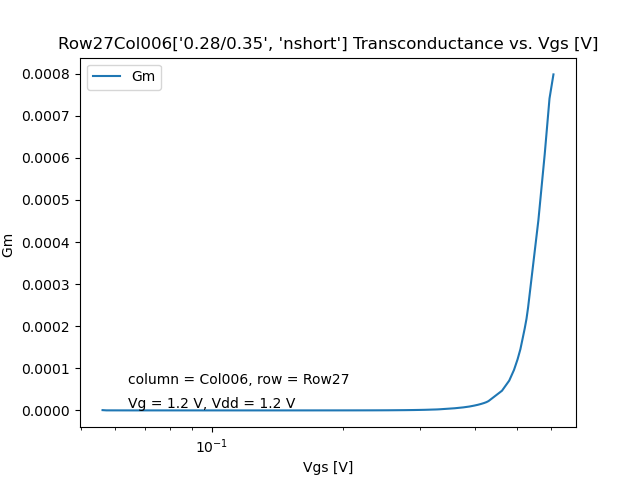 Row27Col006['0.28/0.35', 'nshort'] Transconductance vs. Vgs [V]
Gm
0.0008
0.0007
0.0006
0.0005
0.0004
0.0003
0.0002
0.0001
0.0000
Gm
column = Col006, row = Row27
Vg = 1.2 V, Vdd = 1.2 V
10⁻¹
Vgs [V]